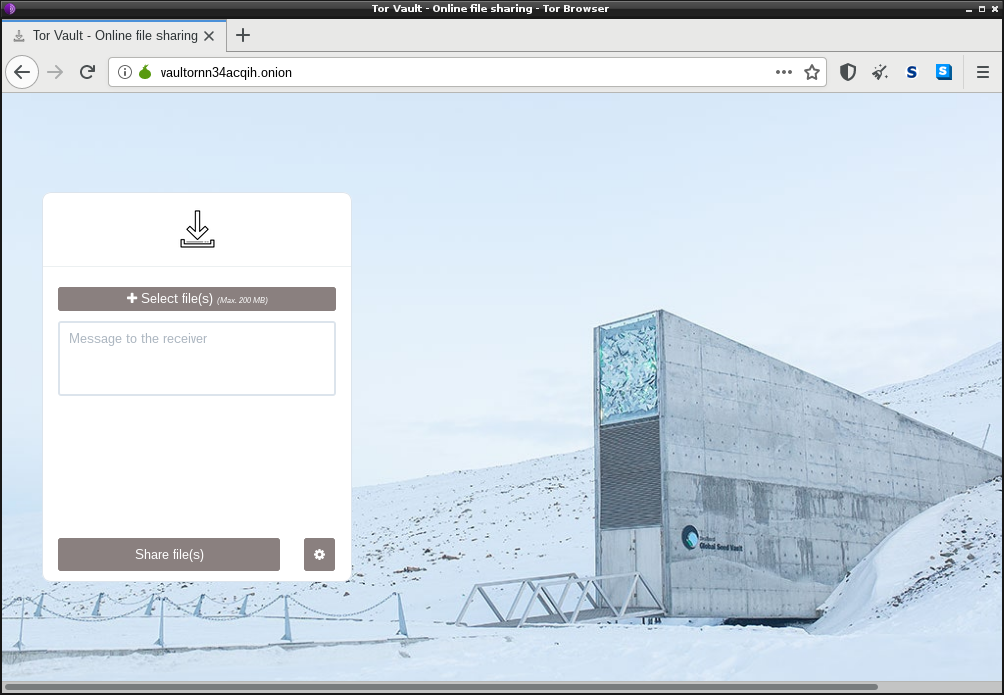 Tor Vault - Online file sharing - Tor Browser
Tor Vault - Online file sharing
vaultornn34acqih.onion
S
S
Select file(s) (Max. 200 MB)
Message to the receiver
Svalbard
Global Seed Vault
Share file(s)